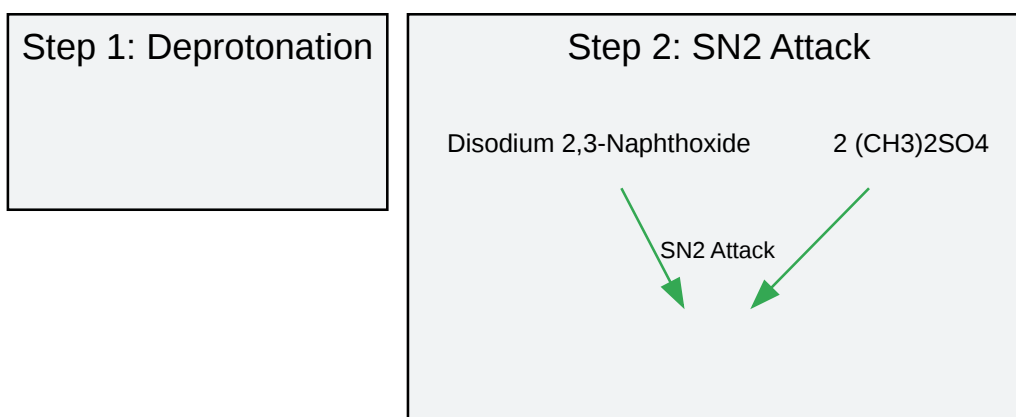 Step 1: Deprotonation
Step 2: SN2 Attack
Disodium 2,3-Naphthoxide
2 (CH3)2SO4
SN2 Attack